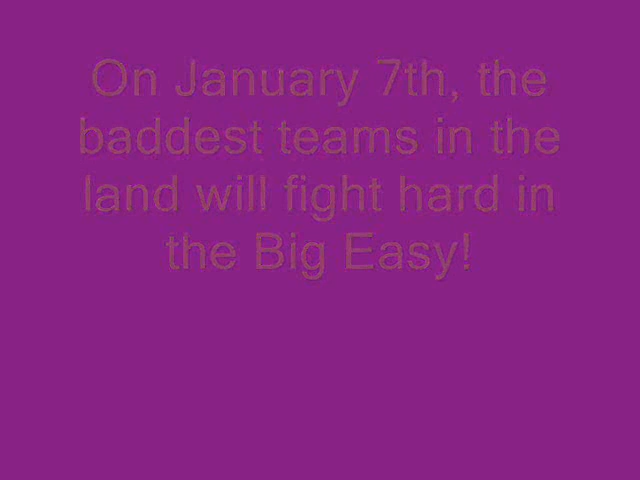 On January 7th, the
baddest teams in the
land will fight hard in
the Big Easy!